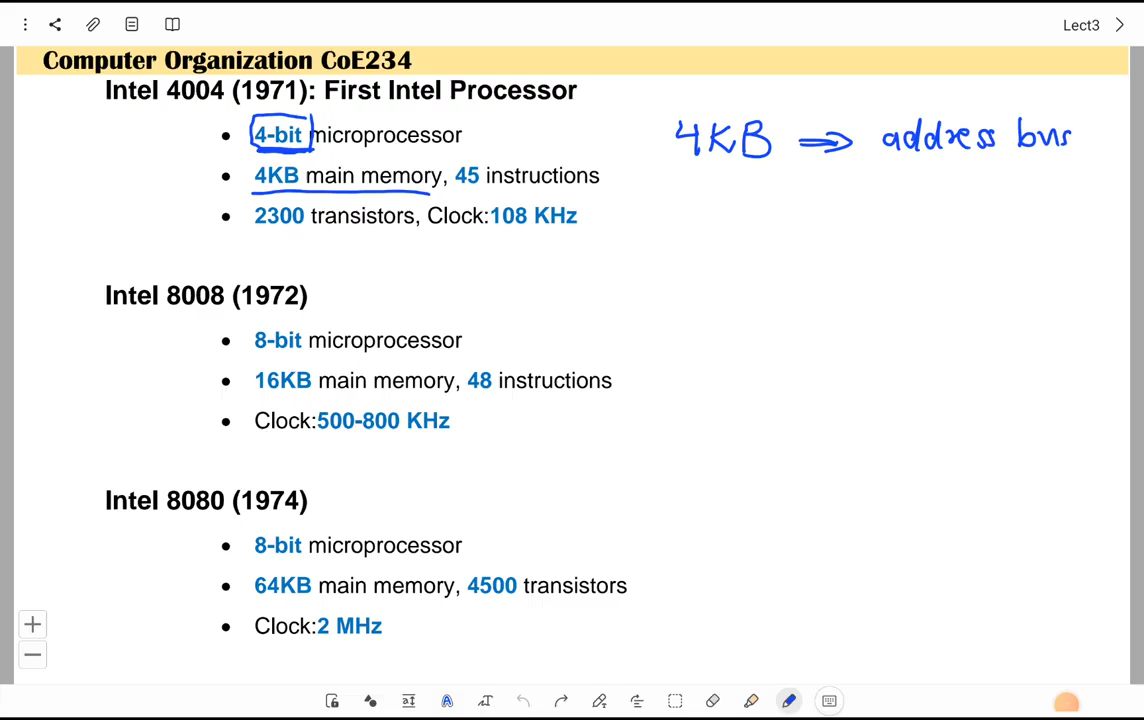 Lect3
Computer Organization CoE234
Intel 4004 (1971): First Intel Processor
• 4-bit microprocessor
4KB ⇒ address bus
• 4KB main memory, 45 instructions
• 2300 transistors, Clock:108 KHz
Intel 8008 (1972)
• 8-bit microprocessor
• 16KB main memory, 48 instructions
• Clock:500-800 KHz
Intel 8080 (1974)
• 8-bit microprocessor
• 64KB main memory, 4500 transistors
• Clock:2 MHz